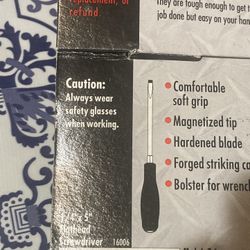 replacement, or
refund
They are tough enough to get t
job done but easy on your han
Caution:
Always wear
safety glasses
when working.
• Comfortable
soft grip
• Magnetized tip
• Hardened blade
• Forged striking ca
• Bolster for wrench
x 5"
Flathead
Screwdriver 16006